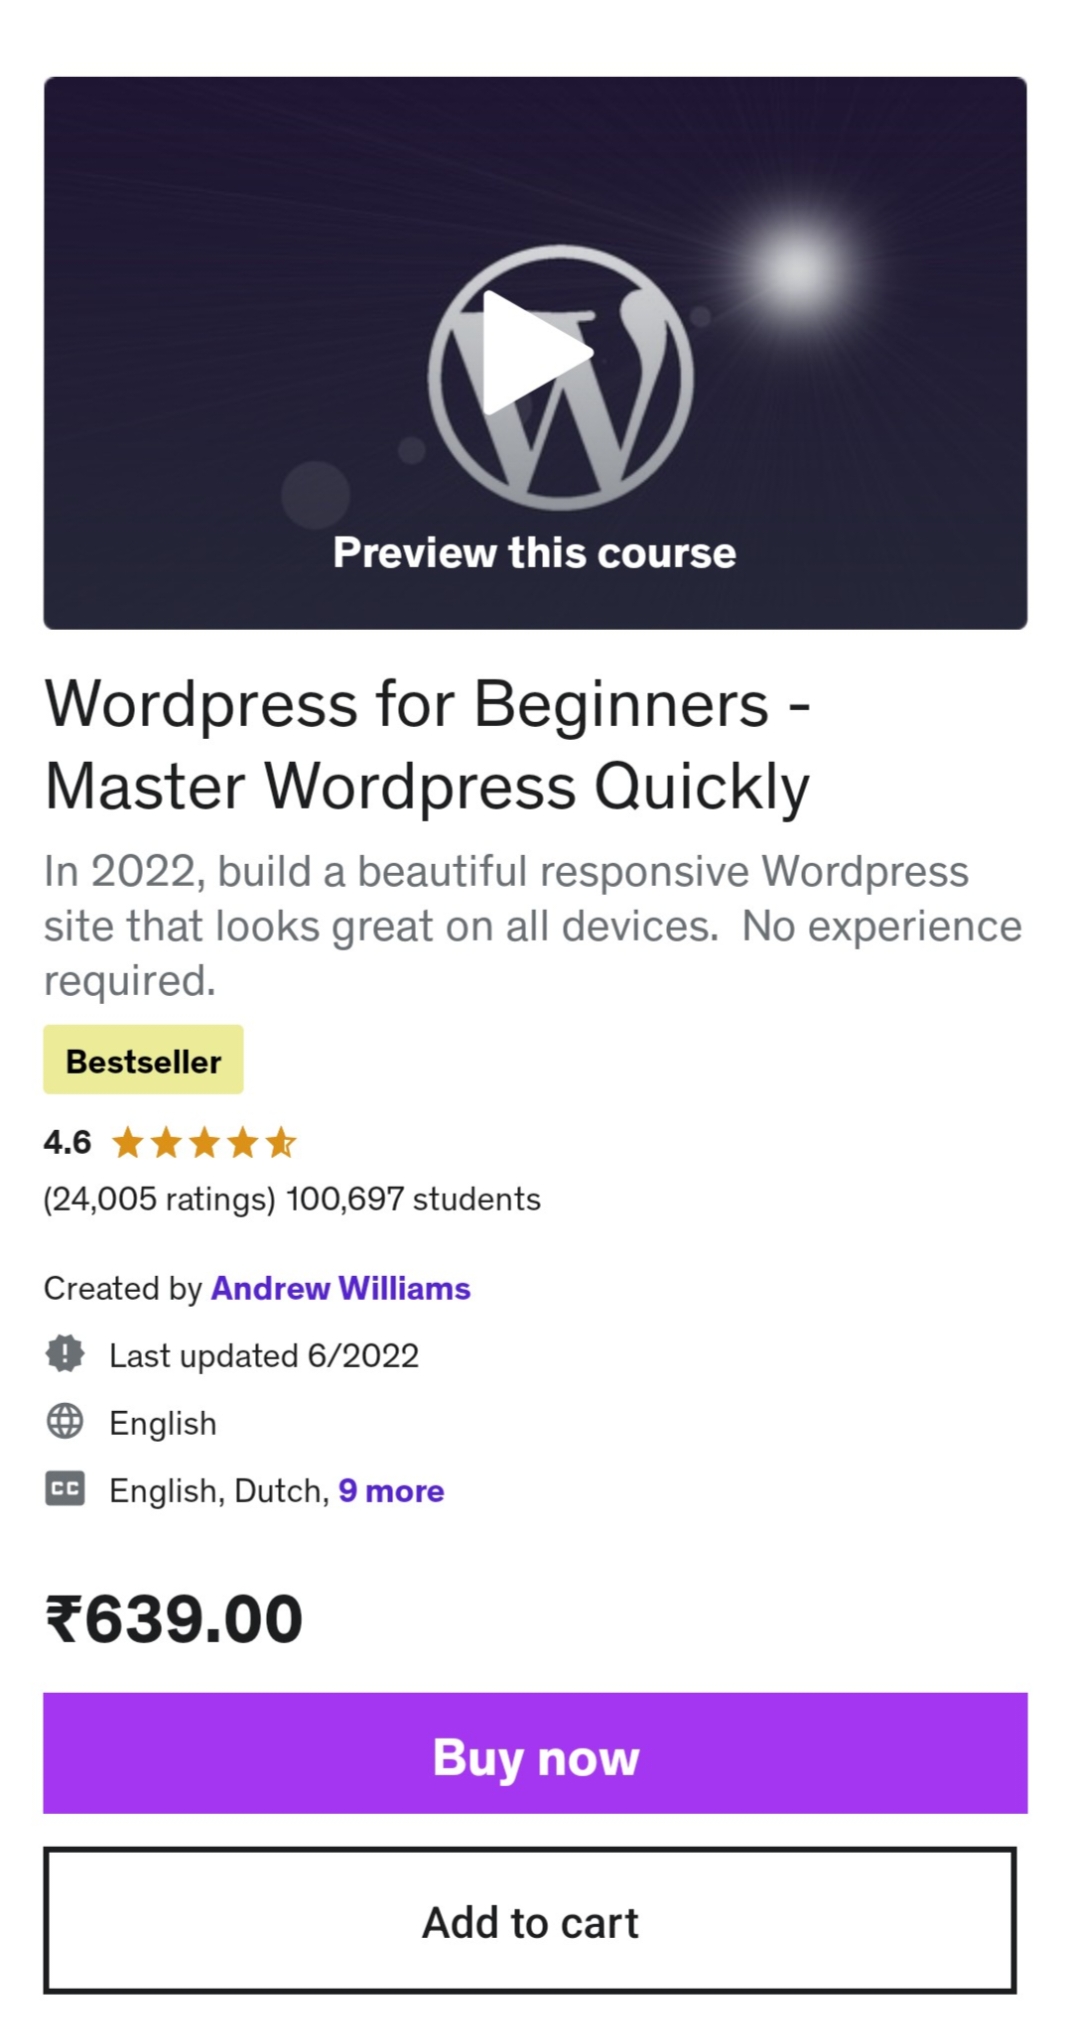 Preview this course
Wordpress for Beginners -
Master Wordpress Quickly
In 2022, build a beautiful responsive Wordpress
site that looks great on all devices.  No experience
required.
Bestseller
4.6
(24,005 ratings) 100,697 students
Created by Andrew Williams
Last updated 6/2022
English
CC English, Dutch, 9 more
₹639.00
Buy now
Add to cart